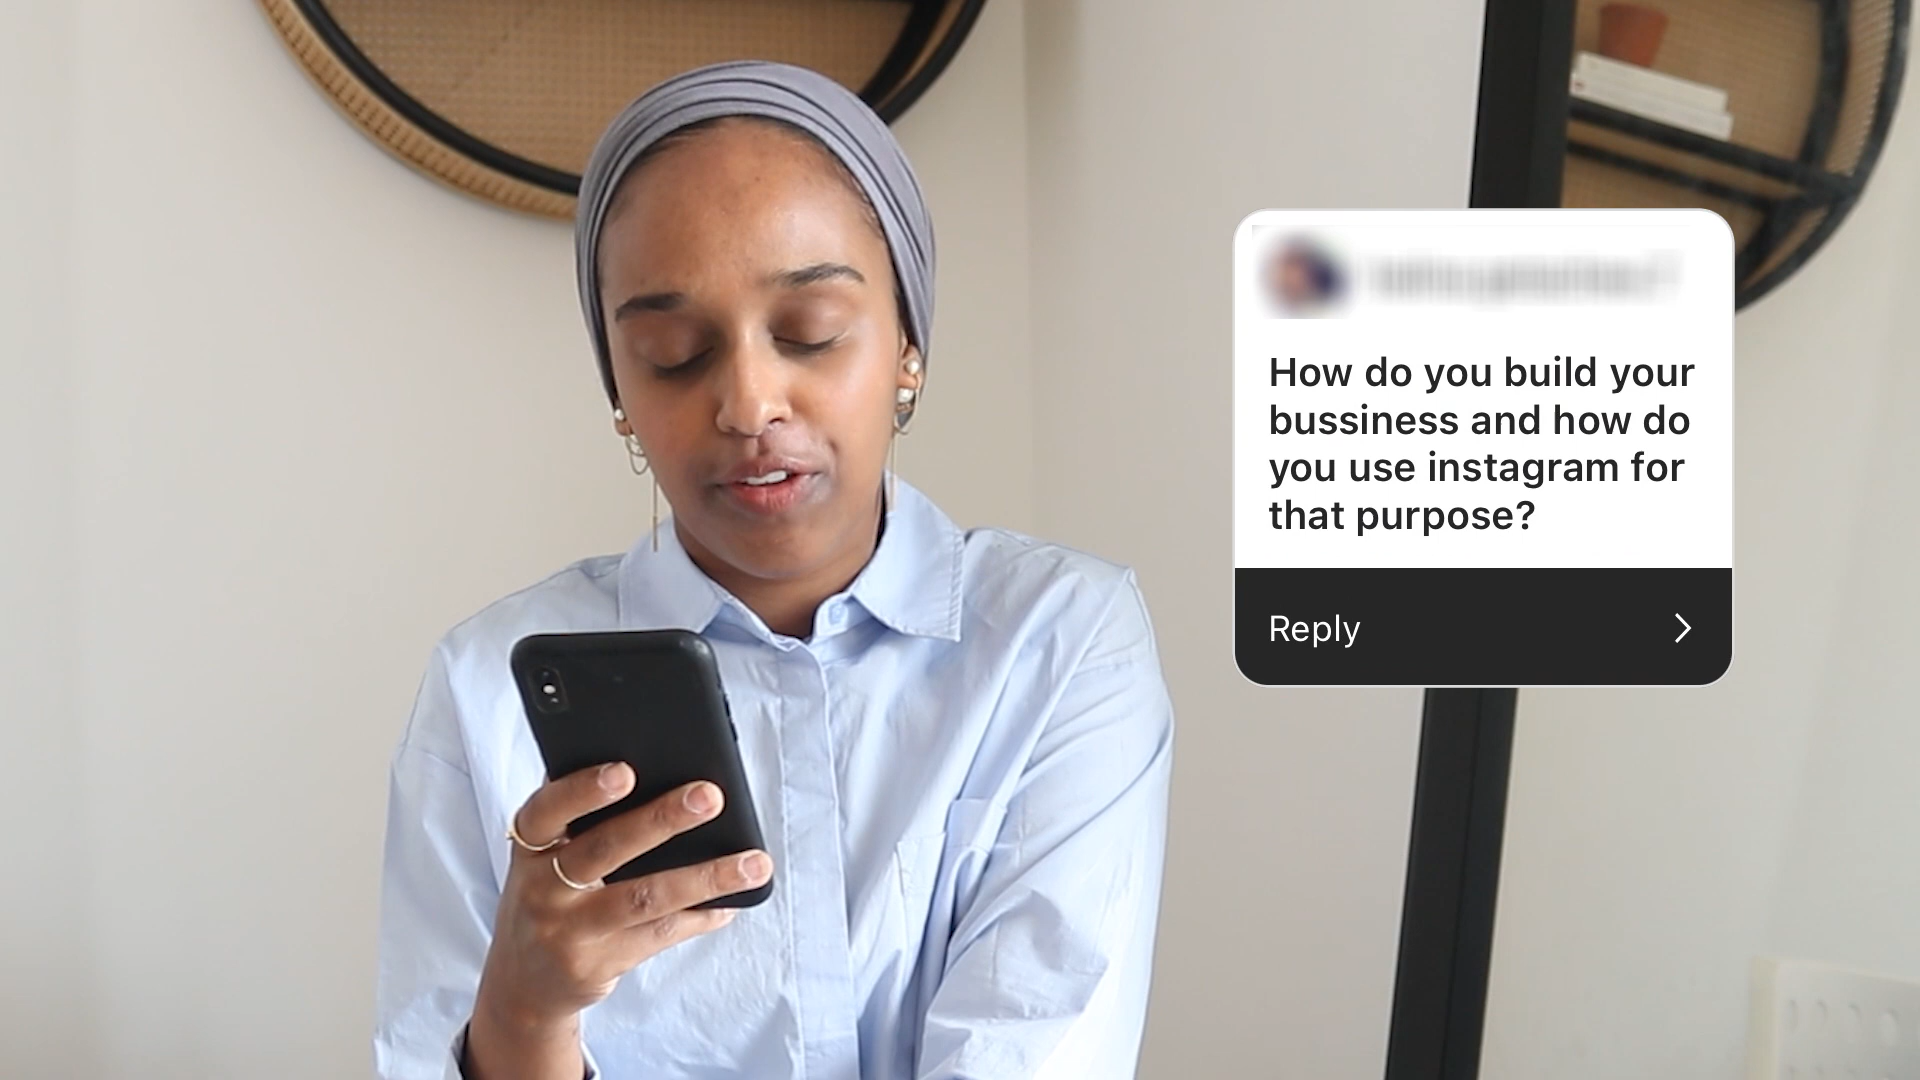 How do you build your
bussiness and how do
you use instagram for
that purpose?
Reply